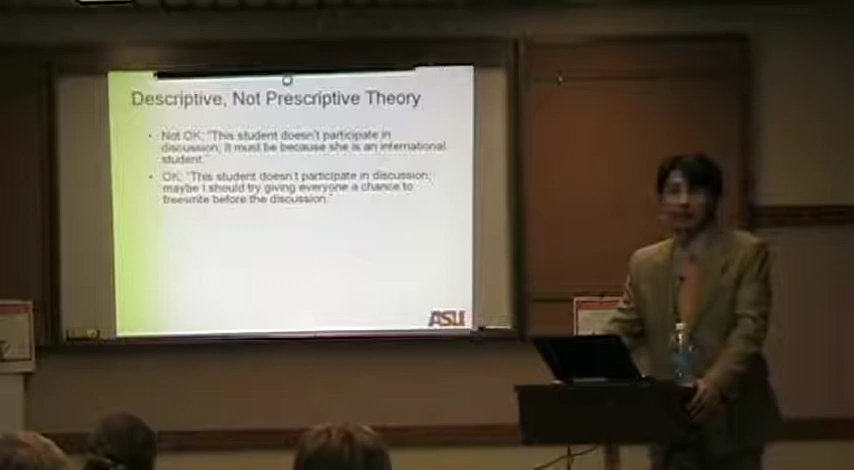 Descriptive, Not Prescriptive Theory
• Not OK: "This student doesn't participate in
discussion; it must be because she is an international
student."
• OK: "This student doesn't participate in discussion;
maybe I should try giving everyone a chance to
freewrite before the discussion."
ASU